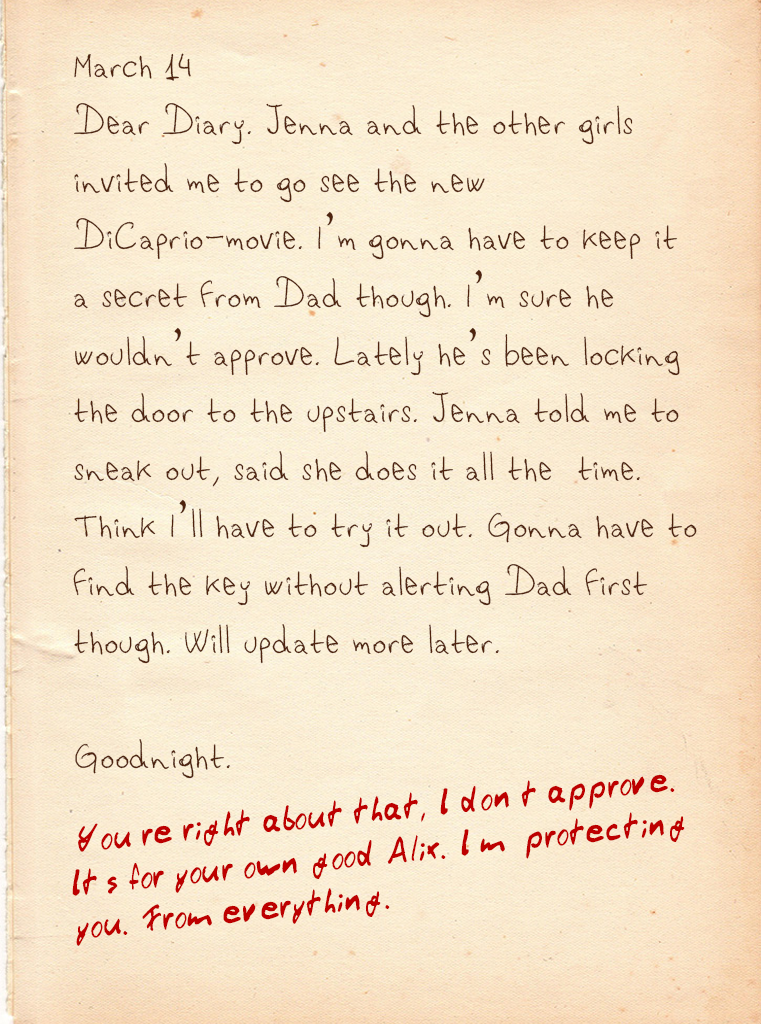 March 14
Dear Diary. Jenna and the other girls
invited me to go see the new
DiCaprio-movie. I'm gonna have to keep it
a secret from Dad though. I'm sure he
wouldn't approve. Lately he's been locking
the door to the upstairs. Jenna told me to
sneak out, said she does it all the time.
Think I'll have to try it out. Gonna have to
find the key without alerting Dad first
though. Will update more later.
Goodnight.
You re right about that, I don t approve.
It s for your own good Alix. I m protecting
you. From everything.